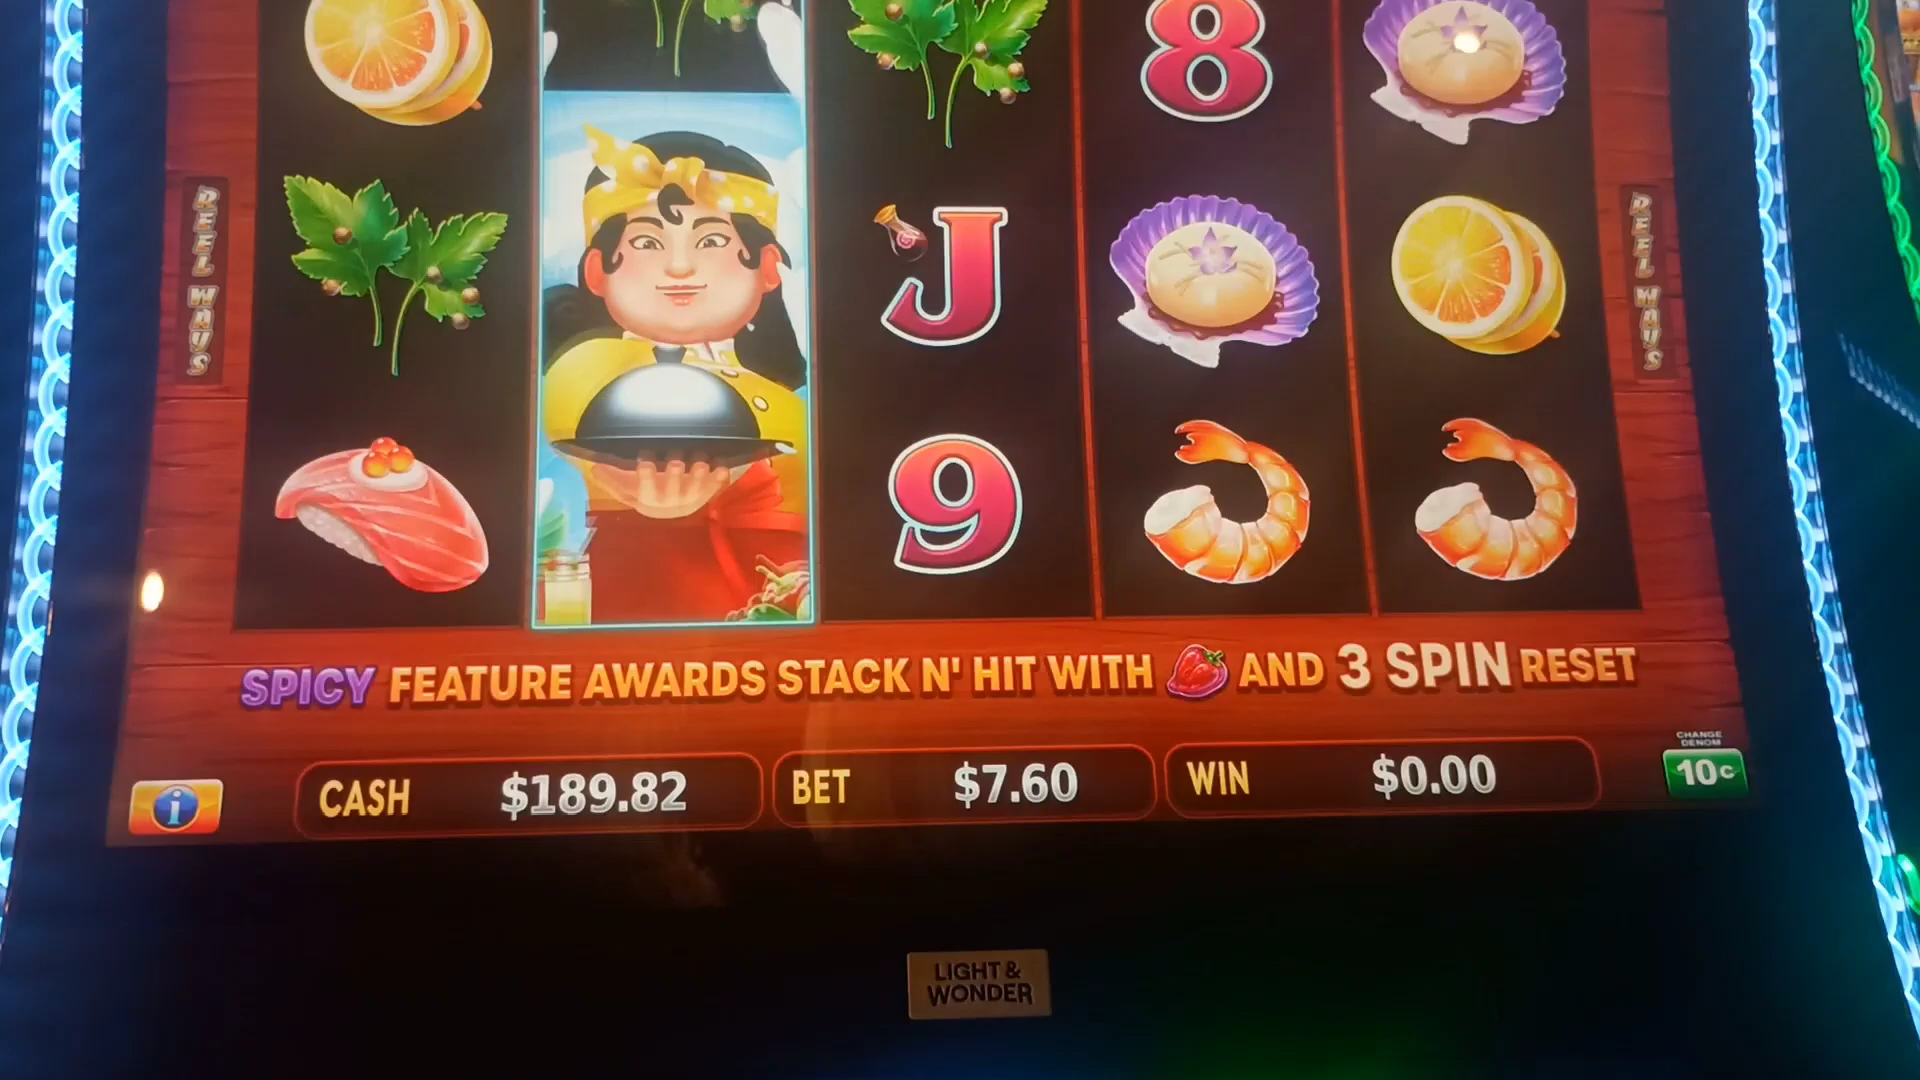 8
REEL WAYS
J
REEL WAYS
9
SPICY FEATURE AWARDS STACK N' HIT WITH AND 3 SPIN RESET
CHANGE
DENOM
CASH $189.82 BET $7.60 WIN $0.00 10¢
LIGHT &
WONDER